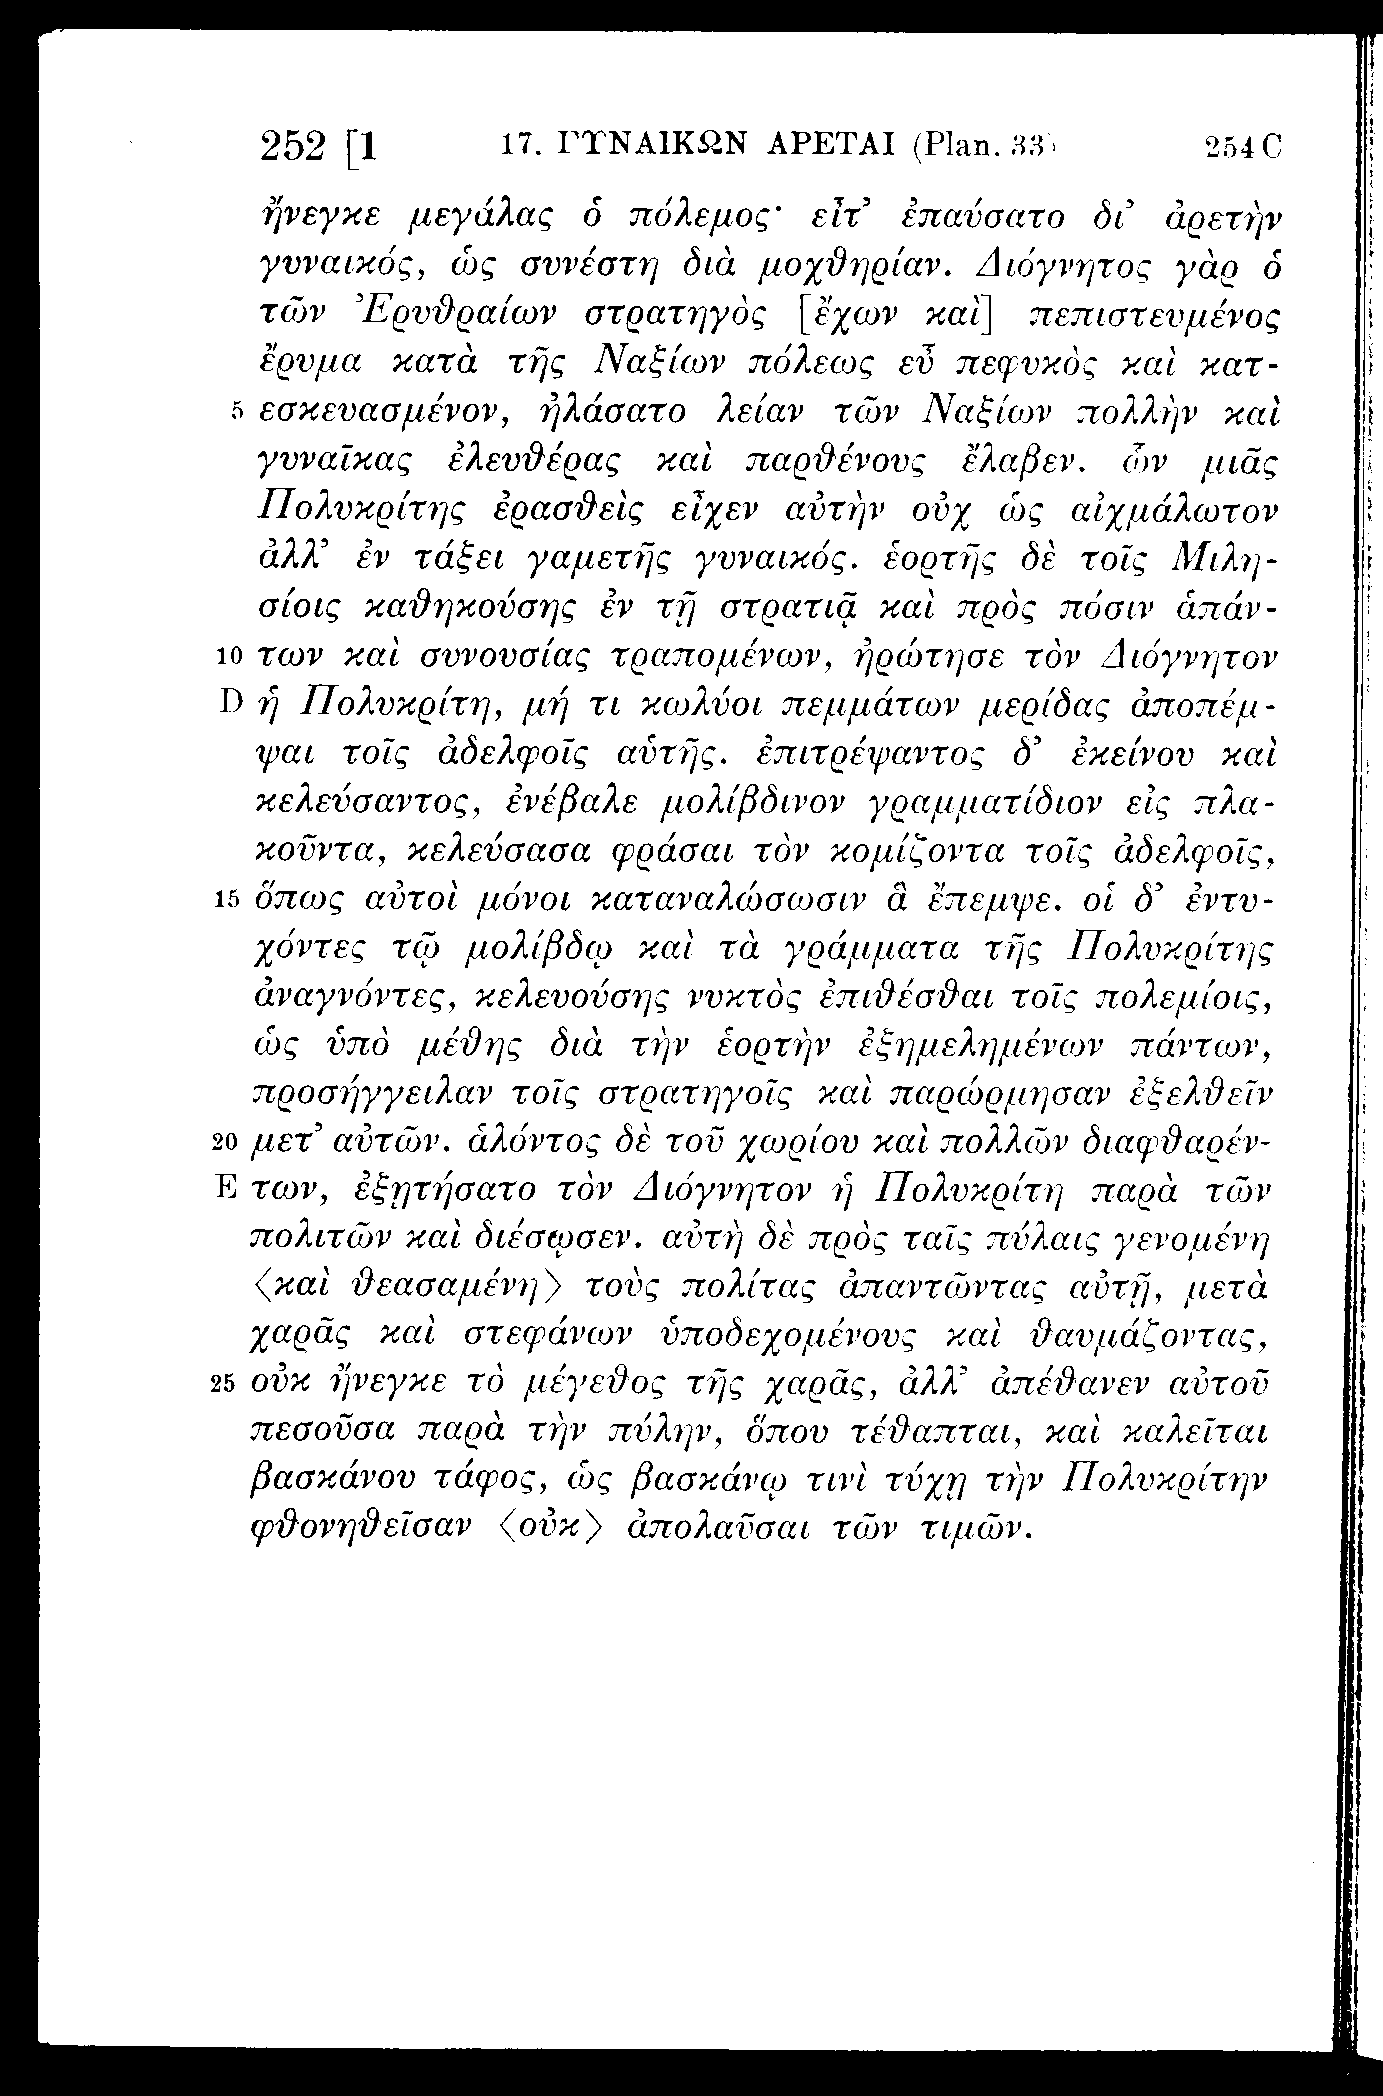 252 [1 17. ΓΥΝΑΙΚΩΝ ΑΡΕΤΑΙ (Plan. 33) 254 C
ἤνεγκε μεγάλας ὁ πόλεμος· εἶτ’ ἐπαύσατο δι’ ἀρετὴν
γυναικός, ὡς συνέστη διὰ μοχθηρίαν. Διόγνητος γὰρ ὁ
τῶν Ἐρυθραίων στρατηγὸς [ἔχων καὶ] πεπιστευμένος
ἔρυμα κατὰ τῆς Ναξίων πόλεως εὖ πεφυκὸς καὶ κατ-
5 εσκευασμένον, ἠλάσατο λείαν τῶν Ναξίων πολλὴν καὶ
γυναῖκας ἐλευθέρας καὶ παρθένους ἔλαβεν. ὧν μιᾶς
Πολυκρίτης ἐρασθεὶς εἶχεν αὐτὴν οὐχ ὡς αἰχμάλωτον
ἀλλ’ ἐν τάξει γαμετῆς γυναικός. ἑορτῆς δὲ τοῖς Μιλη-
σίοις καθηκούσης ἐν τῇ στρατιᾷ καὶ πρὸς πόσιν ἁπάν-
10 των καὶ συνουσίας τραπομένων, ἠρώτησε τὸν Διόγνητον
D ἡ Πολυκρίτη, μή τι κωλύοι πεμμάτων μερίδας ἀποπέμ-
ψαι τοῖς ἀδελφοῖς αὑτῆς. ἐπιτρέψαντος δ’ ἐκείνου καὶ
κελεύσαντος, ἐνέβαλε μολίβδινον γραμματίδιον εἰς πλα-
κοῦντα, κελεύσασα φράσαι τὸν κομίζοντα τοῖς ἀδελφοῖς,
15 ὅπως αὐτοὶ μόνοι καταναλώσωσιν ἃ ἔπεμψε. οἱ δ’ ἐντυ-
χόντες τῷ μολίβδῳ καὶ τὰ γράμματα τῆς Πολυκρίτης
ἀναγνόντες, κελευούσης νυκτὸς ἐπιθέσθαι τοῖς πολεμίοις,
ὡς ὑπὸ μέθης διὰ τὴν ἑορτὴν ἐξημελημένων πάντων,
προσήγγειλαν τοῖς στρατηγοῖς καὶ παρώρμησαν ἐξελθεῖν
20 μετ’ αὐτῶν. ἁλόντος δὲ τοῦ χωρίου καὶ πολλῶν διαφθαρέν-
E των, ἐξῃτήσατο τὸν Διόγνητον ἡ Πολυκρίτη παρὰ τῶν
πολιτῶν καὶ διέσῳσεν. αὐτὴ δὲ πρὸς ταῖς πύλαις γενομένη
〈καὶ θεασαμένη〉 τοὺς πολίτας ἀπαντῶντας αὐτῇ, μετὰ
χαρᾶς καὶ στεφάνων ὑποδεχομένους καὶ θαυμάζοντας,
25 οὐκ ἤνεγκε τὸ μέγεθος τῆς χαρᾶς, ἀλλ’ ἀπέθανεν αὐτοῦ
πεσοῦσα παρὰ τὴν πύλην, ὅπου τέθαπται, καὶ καλεῖται
βασκάνου τάφος, ὡς βασκάνῳ τινὶ τύχῃ τὴν Πολυκρίτην
φθονηθεῖσαν 〈οὐκ〉 ἀπολαῦσαι τῶν τιμῶν.